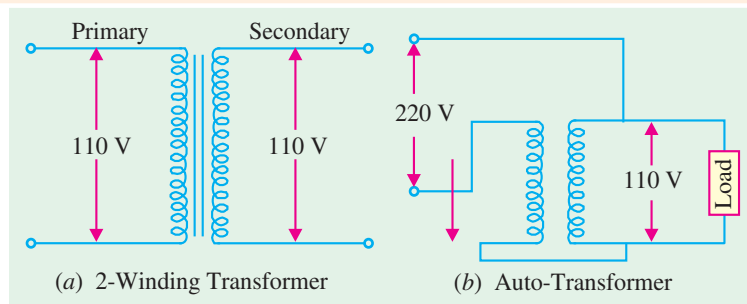 Primary
Secondary
110 V
110 V
(a) 2-Winding Transformer
220 V
110 V
Load
(b) Auto-Transformer